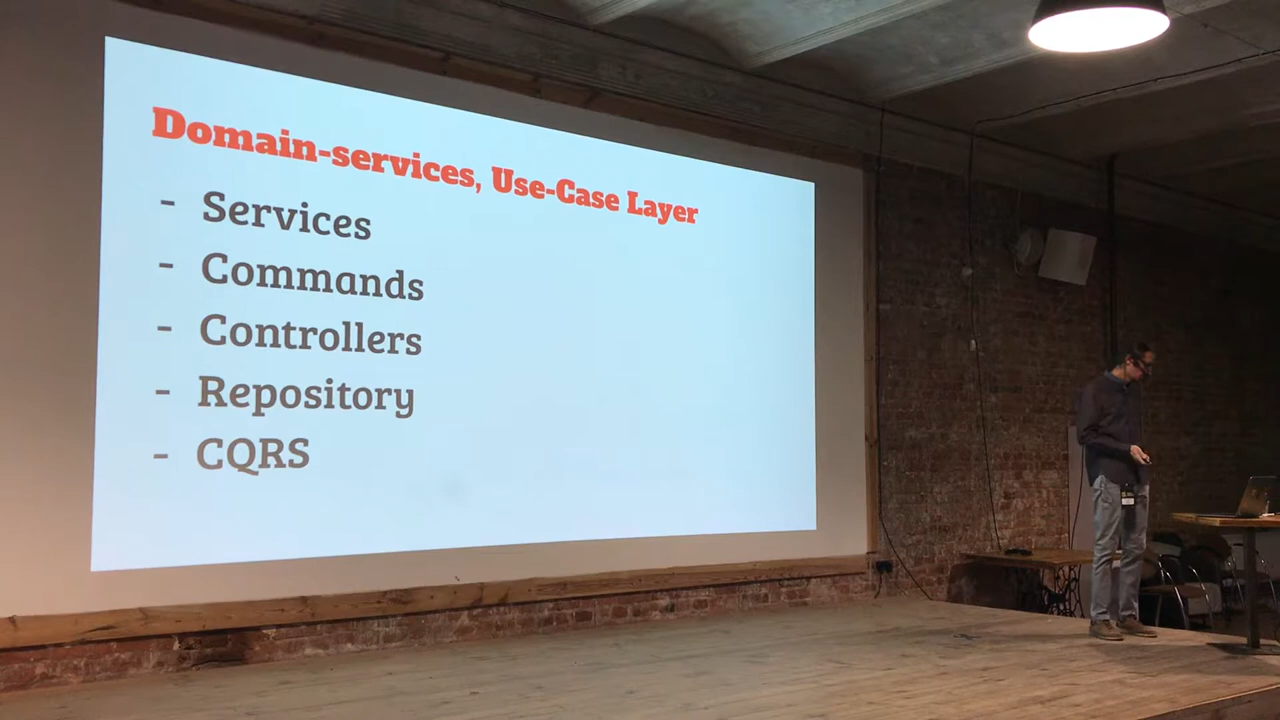 Domain-services, Use-Case Layer
- Services
- Commands
- Controllers
- Repository
- CQRS